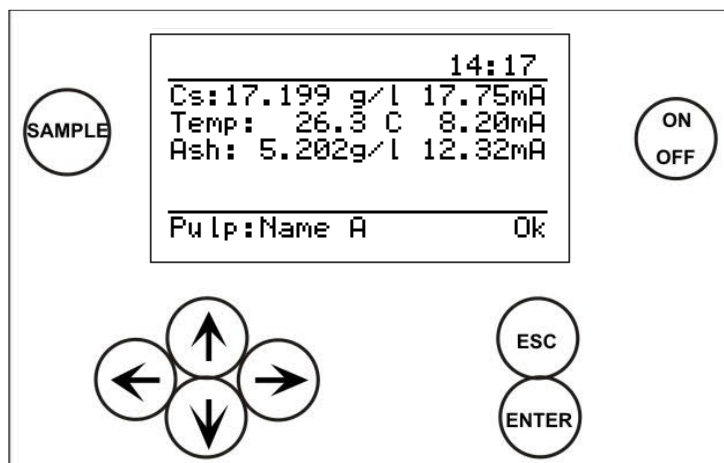 14:17
Cs:17.199 g/l 17.75mA
Temp: 26.3 C 8.20mA
Ash: 5.202g/l 12.32mA
Pulp:Name A Ok
SAMPLE
ON
OFF
ESC
ENTER